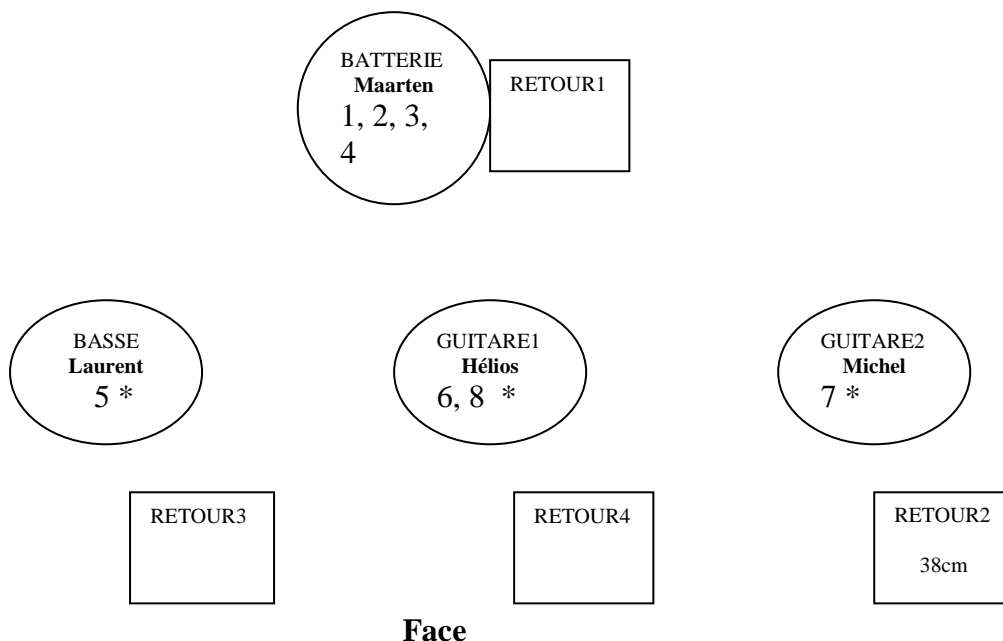 BATTERIE
Maarten
1, 2, 3,
4
RETOUR1
BASSE
Laurent
5 *
GUITARE1
Hélios
6, 8 *
GUITARE2
Michel
7 *
RETOUR3
RETOUR4
RETOUR2
38cm
Face